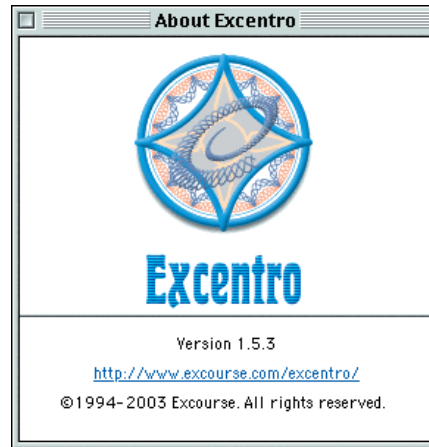 About Excentro
Excentro
Version 1.5.3
http://www.excourse.com/excentro/
©1994-2003 Excourse. All rights reserved.